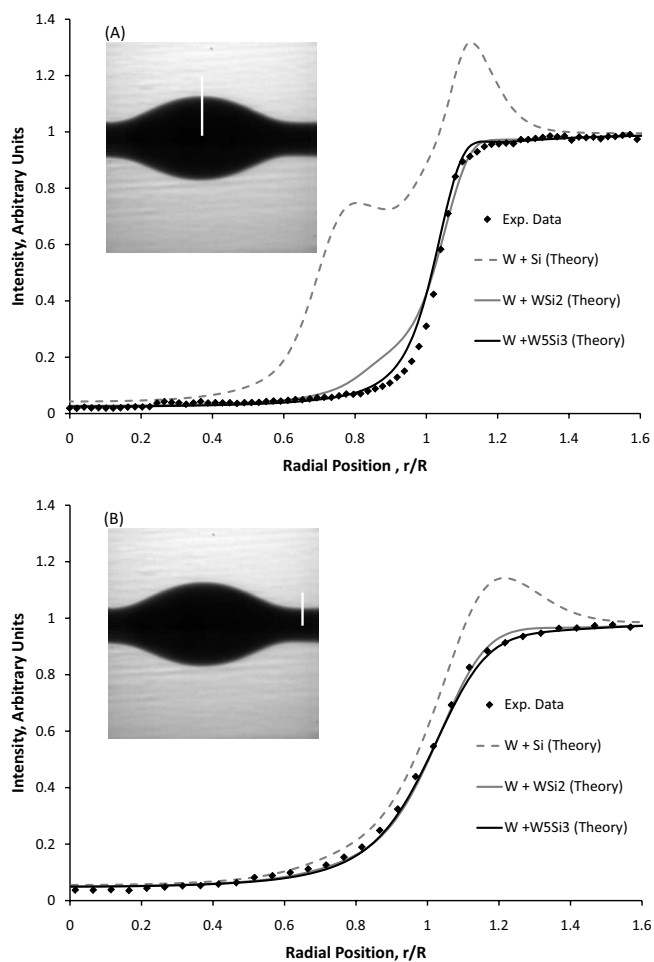 (A)
1.4
1.2
1
0.8
0.6
0.4
0.2
0
Intensity, Arbitrary Units
Exp. Data
W + Si (Theory)
W + WSi2 (Theory)
W +W5Si3 (Theory)
0 0.2 0.4 0.6 0.8 1 1.2 1.4 1.6
Radial Position , r/R
(B)
1.4
1.2
1
0.8
0.6
0.4
0.2
0
Intensity, Arbitrary Units
Exp. Data
W + Si (Theory)
W + WSi2 (Theory)
W +W5Si3 (Theory)
0 0.2 0.4 0.6 0.8 1 1.2 1.4 1.6
Radial Position, r/R